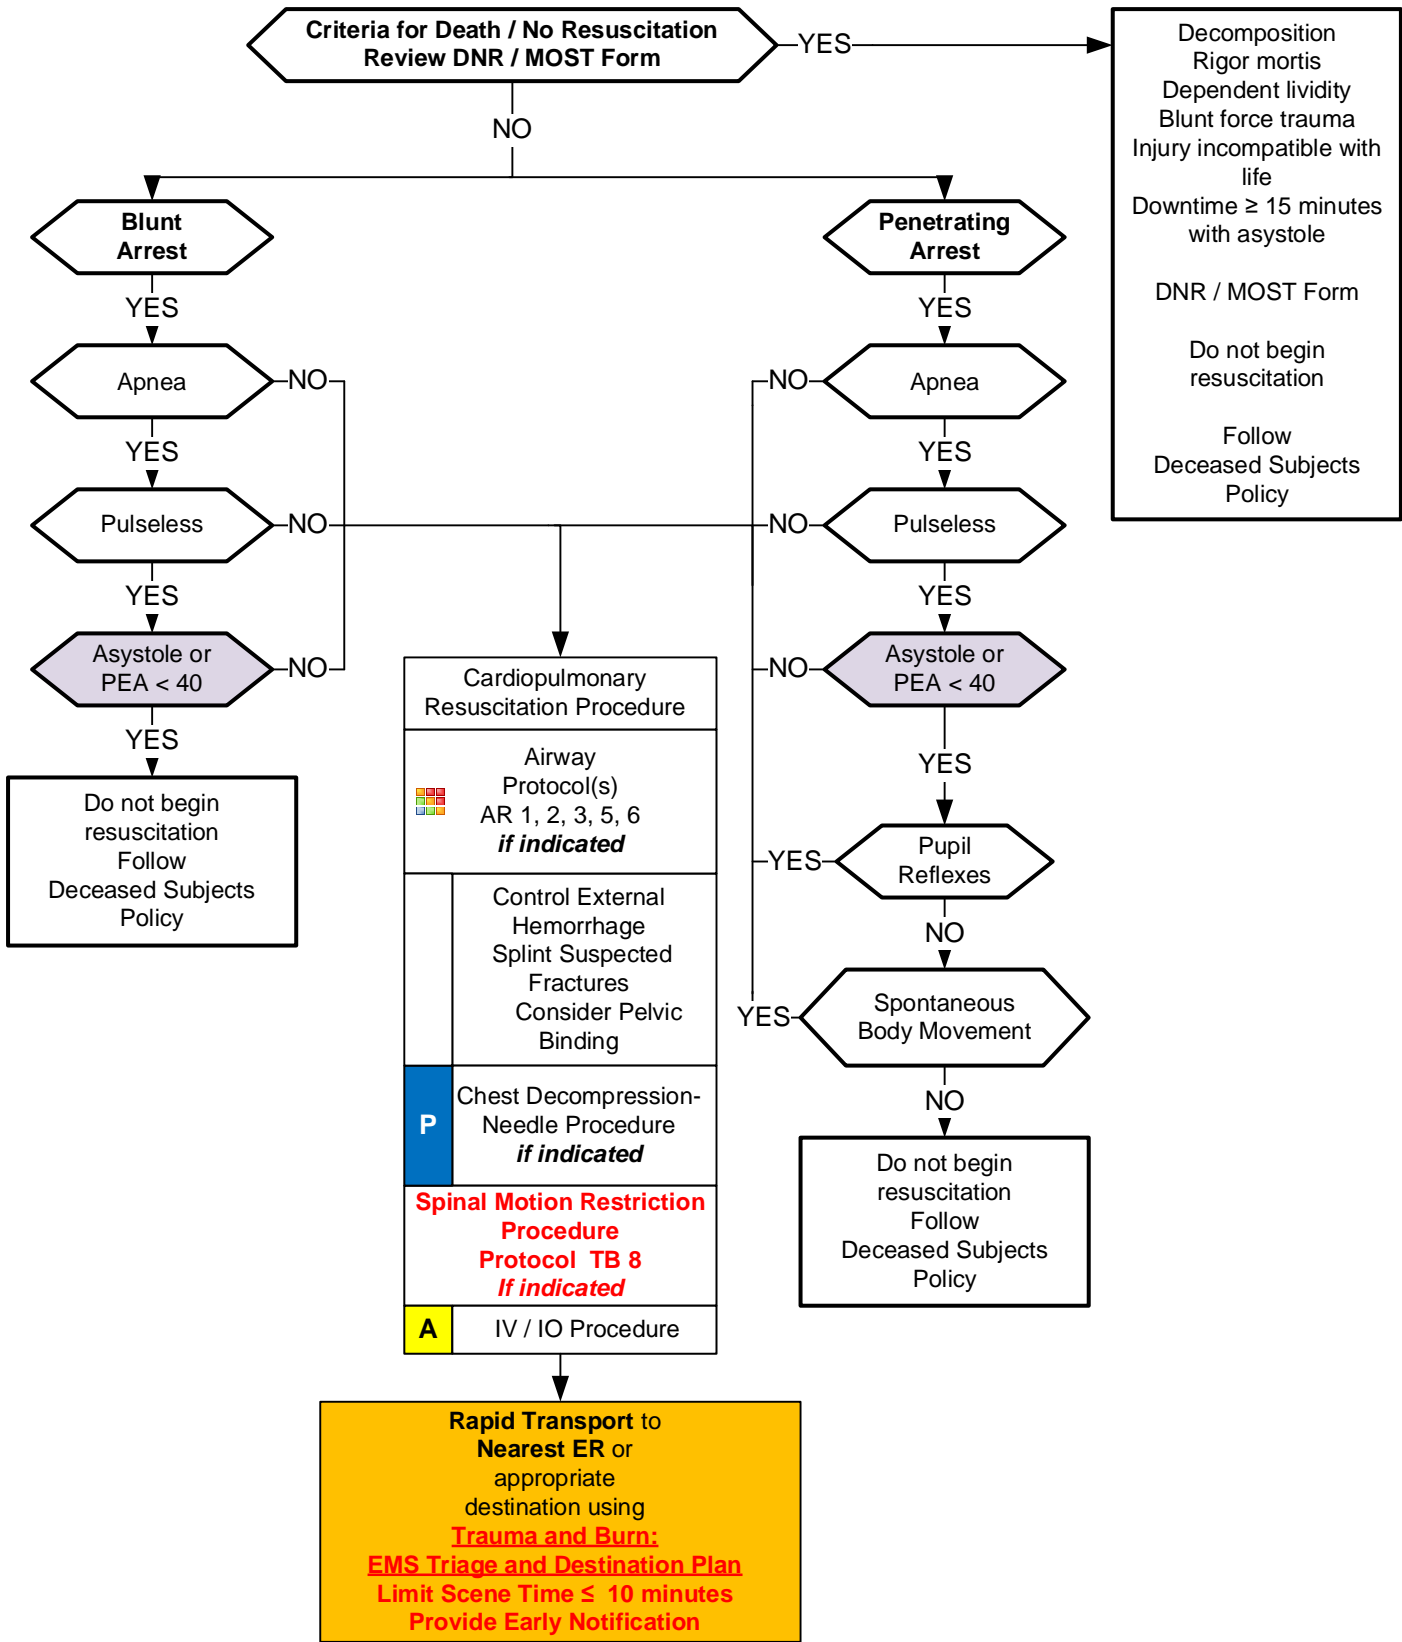 Criteria for Death / No Resuscitation
Review DNR / MOST Form
YES
Decomposition
Rigor mortis
Dependent lividity
Blunt force trauma
Injury incompatible with
life
Downtime ≥ 15 minutes
with asystole
DNR / MOST Form
Do not begin
resuscitation
Follow
Deceased Subjects
Policy
NO
Blunt
Arrest
YES
Apnea
NO
YES
Pulseless
NO
YES
Asystole or
PEA < 40
NO
YES
Do not begin
resuscitation
Follow
Deceased Subjects
Policy
Penetrating
Arrest
YES
Apnea
NO
YES
Pulseless
NO
YES
Asystole or
PEA < 40
NO
YES
Pupil
Reflexes
YES
NO
Spontaneous
Body Movement
YES
NO
Do not begin
resuscitation
Follow
Deceased Subjects
Policy
Cardiopulmonary
Resuscitation Procedure
Airway
Protocol(s)
AR 1, 2, 3, 5, 6
if indicated
Control External
Hemorrhage
Splint Suspected
Fractures
Consider Pelvic
Binding
P
Chest Decompression-
Needle Procedure
if indicated
Spinal Motion Restriction
Procedure
Protocol TB 8
If indicated
A
IV / IO Procedure
Rapid Transport to
Nearest ER or
appropriate
destination using
Trauma and Burn:
EMS Triage and Destination Plan
Limit Scene Time ≤ 10 minutes
Provide Early Notification